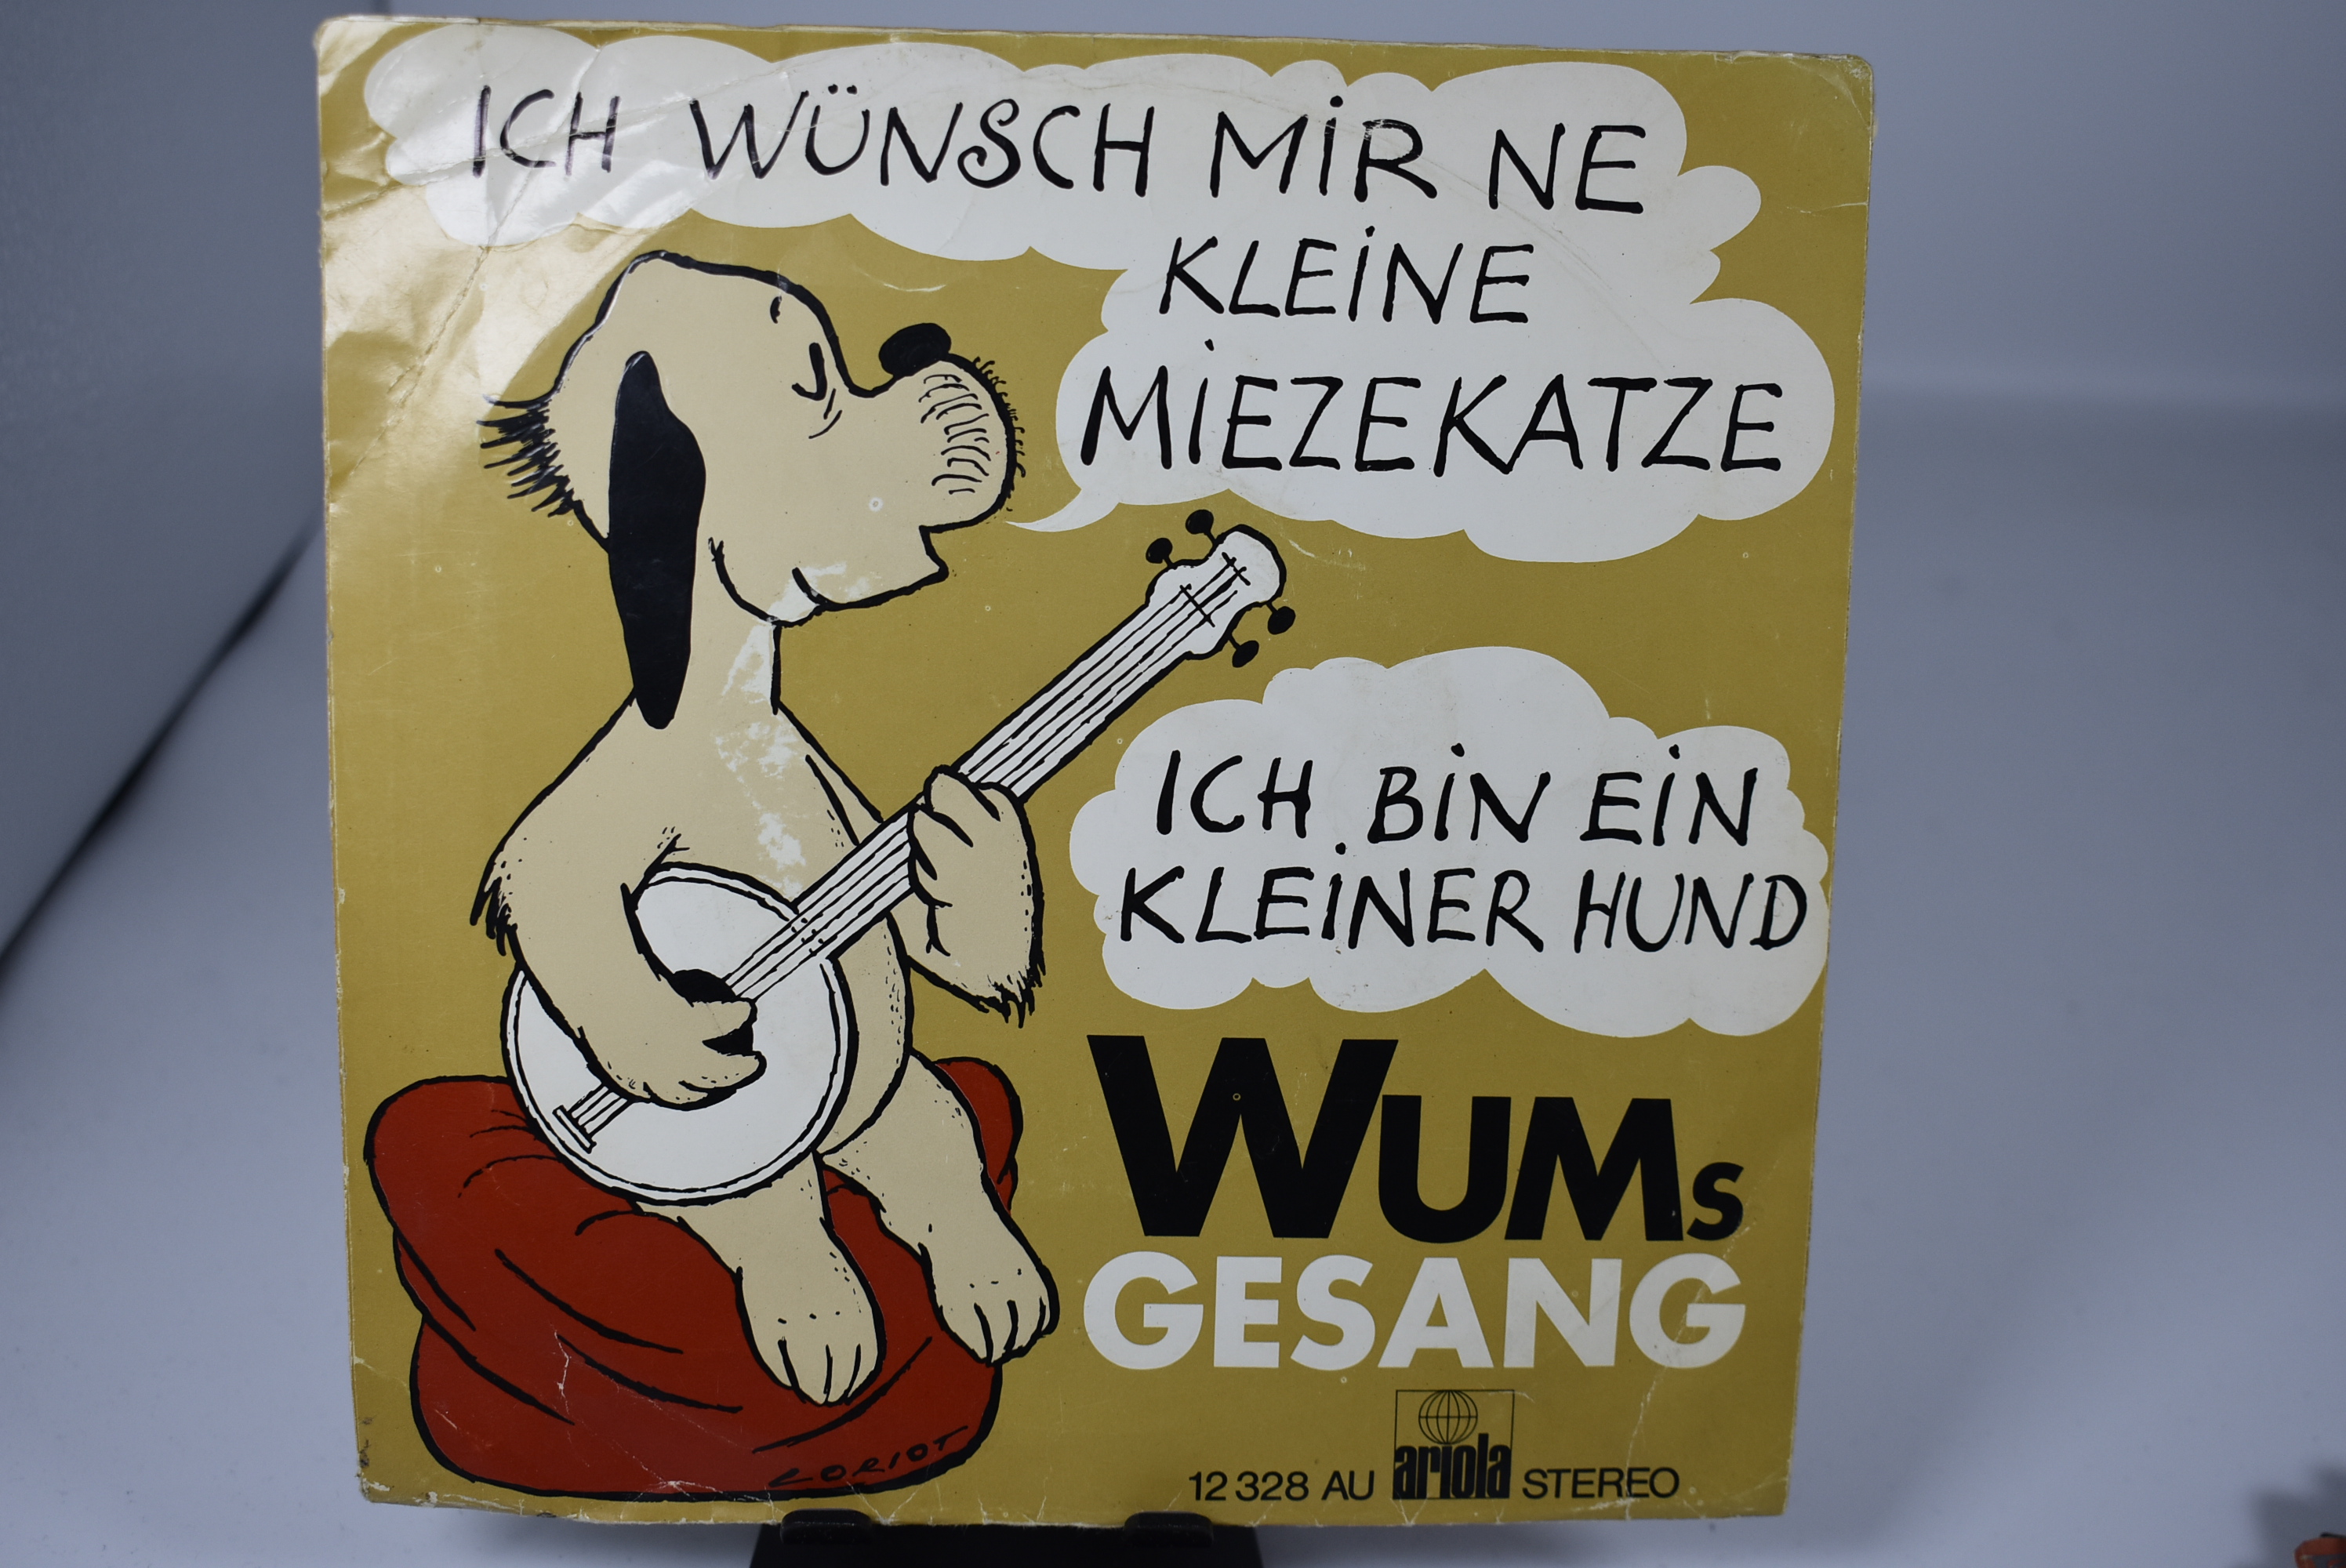 ICH WÜNSCH MIR NE
KLEINE
MIEZEKATZE
ICH BIN EIN
KLEINER HUND
WUMs
GESANG
LORIOT
12 328 AU ariola STEREO